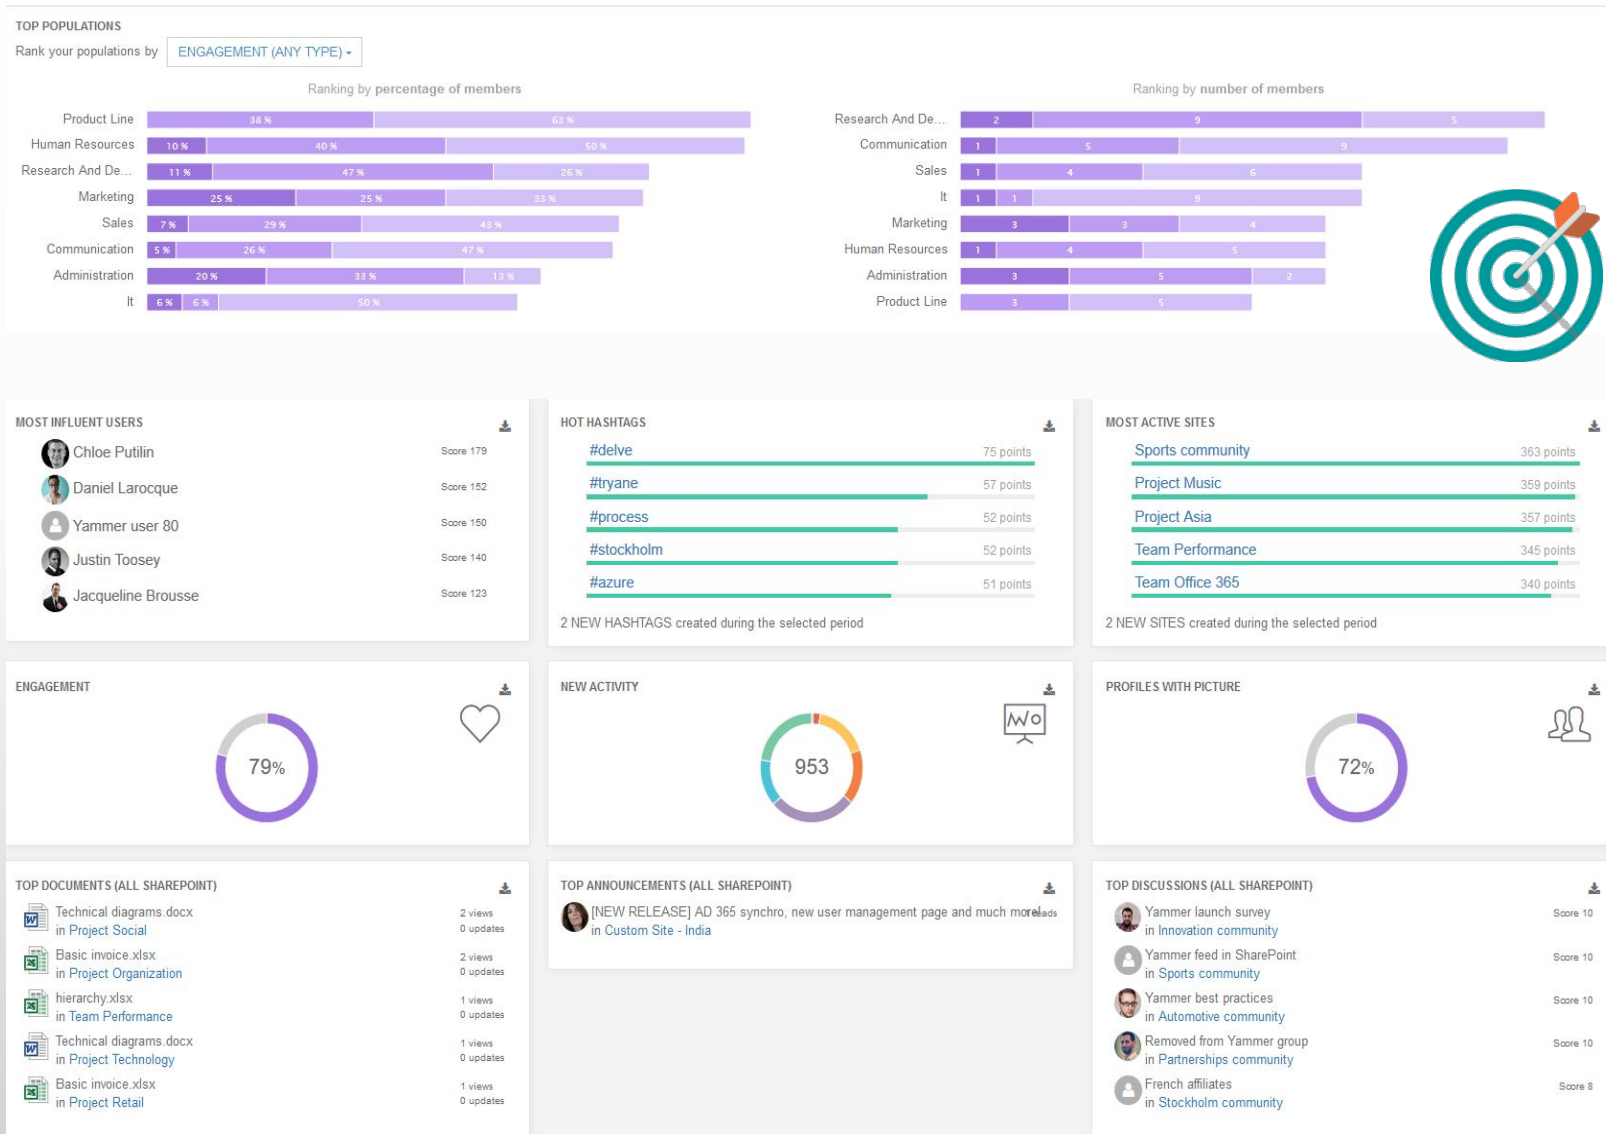 TOP POPULATIONS
Rank your populations by ENGAGEMENT (ANY TYPE)
Ranking by percentage of members
Product Line 38 % 63 %
Human Resources 10 % 40 % 50 %
Research And De... 11 % 47 % 26 %
Marketing 25 % 25 % 33 %
Sales 7 % 29 % 43 %
Communication 5 % 26 % 47 %
Administration 20 % 33 % 13 %
It 6 % 6 % 50 %
Ranking by number of members
Research And De... 2 9 5
Communication 1 5 9
Sales 1 4 6
It 1 1 9
Marketing 3 3 4
Human Resources 1 4 5
Administration 3 5 2
Product Line 3 5
MOST INFLUENT USERS
Chloe Putilin Score 179
Daniel Larocque Score 152
Yammer user 80 Score 150
Justin Toosey Score 140
Jacqueline Brousse Score 123
HOT HASHTAGS
#delve 75 points
#tryane 57 points
#process 52 points
#stockholm 52 points
#azure 51 points
2 NEW HASHTAGS created during the selected period
MOST ACTIVE SITES
Sports community 363 points
Project Music 359 points
Project Asia 357 points
Team Performance 345 points
Team Office 365 340 points
2 NEW SITES created during the selected period
ENGAGEMENT
79%
NEW ACTIVITY
953
PROFILES WITH PICTURE
72%
TOP DOCUMENTS (ALL SHAREPOINT)
Technical diagrams.docx 2 views
in Project Social 0 updates
Basic invoice.xlsx 2 views
in Project Organization 0 updates
hierarchy.xlsx 1 views
in Team Performance 0 updates
Technical diagrams.docx 1 views
in Project Technology 0 updates
Basic invoice.xlsx 1 views
in Project Retail 0 updates
TOP ANNOUNCEMENTS (ALL SHAREPOINT)
[NEW RELEASE] AD 365 synchro, new user management page and much more!
in Custom Site - India
TOP DISCUSSIONS (ALL SHAREPOINT)
Yammer launch survey Score 10
in Innovation community
Yammer feed in SharePoint Score 10
in Sports community
Yammer best practices Score 10
in Automotive community
Removed from Yammer group Score 10
in Partnerships community
French affiliates Score 8
in Stockholm community